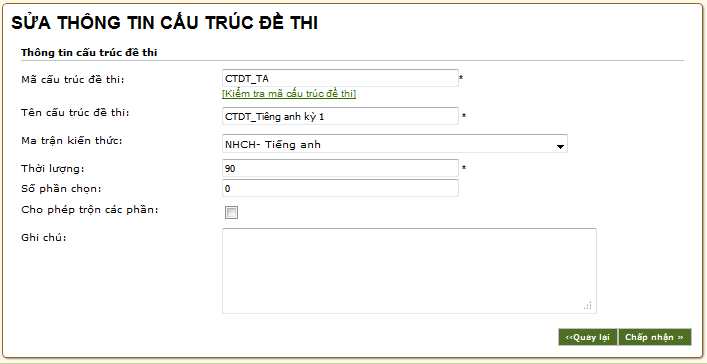 SỬA THÔNG TIN CẤU TRÚC ĐỀ THI
Thông tin cấu trúc đề thi
Mã cấu trúc đề thi: CTDT_TA *
[Kiểm tra mã cấu trúc đề thi]
Tên cấu trúc đề thi: CTDT_Tiêng anh kỳ 1 *
Ma trận kiến thức: NHCH- Tiếng anh
Thời lượng: 90 *
Số phần chọn: 0
Cho phép trộn các phần:
Ghi chú:
‹‹Quay lại Chấp nhận »